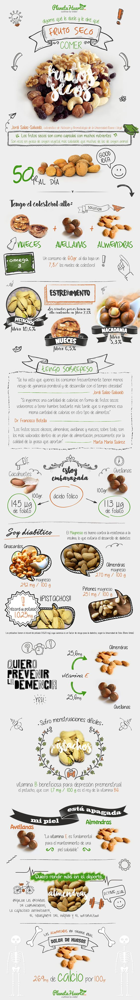 PlanetaHuerto.es
cultiva tu vida!
dígame qué le duele y le diré qué
FRUTO SECO
COMER
frutos
secos
Jordi Salas-Salvadó, catedrático de Nutrición y Bromatología de la Universidad Rovira i Virgili
“ Los frutos secos son como cápsulas con muchos nutrientes ”
Son ricos en grasa de origen vegetal, más saludable que muchas de las de origen animal
GOOD
IDEA
50
gr. AL DÍA
Tengo el colesterol alto:
SOLUTION
+ +
NUECES AVELLANAS ALMENDRAS
omega
3
Un consumo de 60gr. al día baja un
7,8% los niveles de colesterol
ESTREÑIMIENTO
Las ciruelas pasas tienen un
alto contenido en fibra 7,1%
PISTACHOS
fibra 10,6%
NUECES
fibra 6,5%
MACADAMIA
fibra
5,3%
tENGO SOBREPESO
"Se ha visto que quienes los consumen frecuentemente tienen menos
riesgo de ganancia ponderal y de desarrollar con el tiempo obesidad"
Jordi Salas-Salvadó
"Si ingerimos una cantidad de calorías en forma de frutos secos
volveremos a tener hambre bastante más tarde que si ingerimos esa
misma cantidad de calorías en otro tipo de alimentos"
Dr. Francisco Botella
"Los frutos secos oleosos, almendras, avellanas y nueces, sobre todo, son
los más valorados dentro de un plan de alimentación, precisamente por la
calidad de la grasa que aportan"
Marta María Suárez
estoy
embarazada
Cacahuetes
100gr.
145 µg
de folato
ácido fólico
Avellanas
100gr.
113 µg
de folato
Soy diabético
El Magnesio es bueno contra la resistencia a la
insulina, lo que evitaría el desarrollo de diabetes
Anacardos
magnesio
292 mg / 100 g
Almendras
magnesio
270 mg / 100 g
Piñones magnesio
251 mg / 100 g
!
récord de potasio
1.025mg
¡¡PISTACHOS!!
Los pistachos tienen el récord de potasio (1.025 mg), cuya carencia es un factor de riesgo para la diabetes, según la Universidad de Duke (Reino Unido)
? !
QUIERO
PREVENIR
LA DEMENCIA
YES!
25,6mg
vitamina E
25,6mg
Almendras
Avellanas
Sufro menstruaciones difíciles.
pistachos
vitamina B beneficiosa para depresión premenstrual
el pistacho, que con 1,7 mg / 100 g es el rey de la vitamina B6.
mi piel
está apagada
Avellanas
Almendras
"La vitamina E es fundamental
para el mantenimiento de una
piel saludable"
Quiero rendir más en el deporte
almendras
DOPAJE LEGAL
REGULAN LAS RESERVAS
DE CARBOHIDRATOS,
LA CAPACIDAD ANTIOXIDANTE,
EL TRANSPORTE DEL OXÍGENO Y EL METABOLISMO
LAS ALMENDRAS NO TIENEN RIVAL
DOLOR DE HUESOS
269mg de calcio por 100gr
PlanetaHuerto.es
cultiva tu vida!